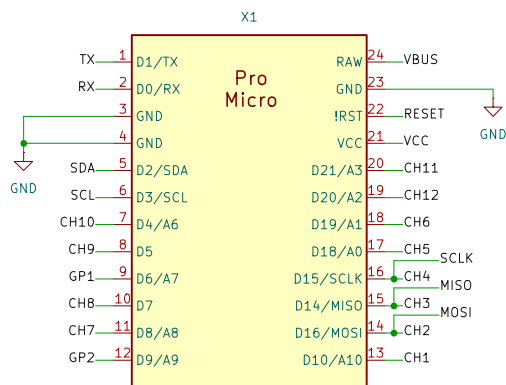 X1
TX 1 D1/TX RAW 24 VBUS
Pro
Micro
RX 2 D0/RX GND 23
3 GND !RST 22 RESET
GND
4 GND VCC 21 VCC
SDA 5 D2/SDA D21/A3 20 CH11
GND
SCL 6 D3/SCL D20/A2 19 CH12
CH10 7 D4/A6 D19/A1 18 CH6
CH9 8 D5 D18/A0 17 CH5
SCLK
GP1 9 D6/A7 D15/SCLK 16 CH4
MISO
CH8 10 D7 D14/MISO 15 CH3
MOSI
CH7 11 D8/A8 D16/MOSI 14 CH2
GP2 12 D9/A9 D10/A10 13 CH1